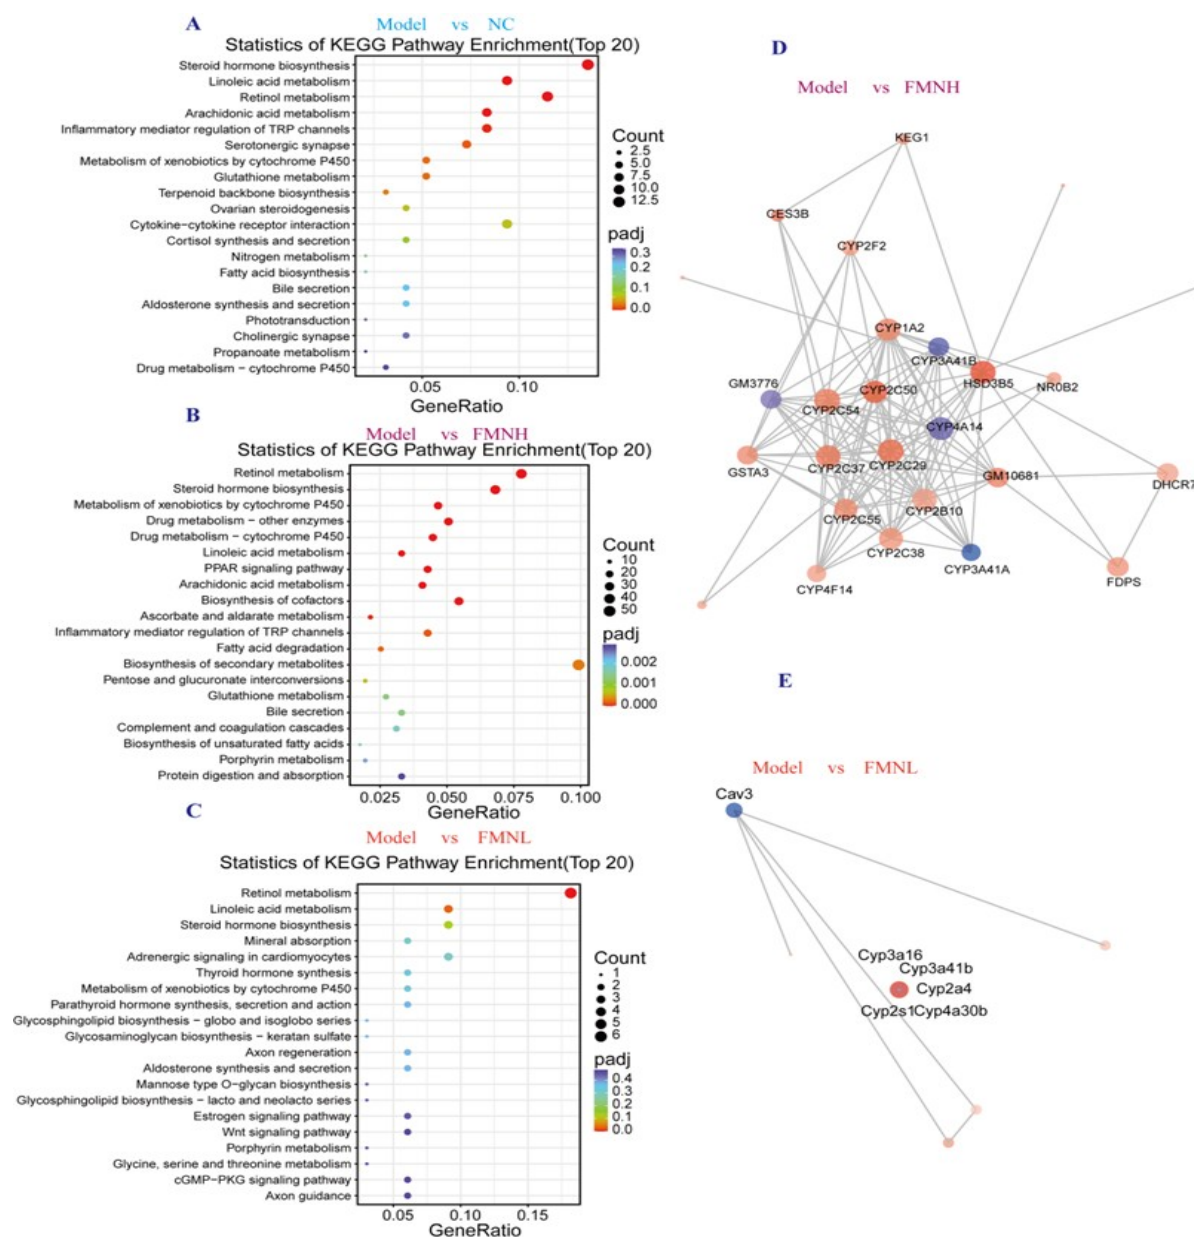 A
Model vs NC
Statistics of KEGG Pathway Enrichment(Top 20)
Steroid hormone biosynthesis
Linoleic acid metabolism
Retinol metabolism
Arachidonic acid metabolism
Inflammatory mediator regulation of TRP channels
Serotonergic synapse
Metabolism of xenobiotics by cytochrome P450
Glutathione metabolism
Terpenoid backbone biosynthesis
Ovarian steroidogenesis
Cytokine−cytokine receptor interaction
Cortisol synthesis and secretion
Nitrogen metabolism
Fatty acid biosynthesis
Bile secretion
Aldosterone synthesis and secretion
Phototransduction
Cholinergic synapse
Propanoate metabolism
Drug metabolism − cytochrome P450
0.05 0.10
GeneRatio
Count
2.5
5.0
7.5
10.0
12.5
padj
0.3
0.2
0.1
0.0
B
Model vs FMNH
Statistics of KEGG Pathway Enrichment(Top 20)
Retinol metabolism
Steroid hormone biosynthesis
Metabolism of xenobiotics by cytochrome P450
Drug metabolism − other enzymes
Drug metabolism − cytochrome P450
Linoleic acid metabolism
PPAR signaling pathway
Arachidonic acid metabolism
Biosynthesis of cofactors
Ascorbate and aldarate metabolism
Inflammatory mediator regulation of TRP channels
Fatty acid degradation
Biosynthesis of secondary metabolites
Pentose and glucuronate interconversions
Glutathione metabolism
Bile secretion
Complement and coagulation cascades
Biosynthesis of unsaturated fatty acids
Porphyrin metabolism
Protein digestion and absorption
0.025 0.050 0.075 0.100
GeneRatio
Count
10
20
30
40
50
padj
0.002
0.001
0.000
C
Model vs FMNL
Statistics of KEGG Pathway Enrichment(Top 20)
Retinol metabolism
Linoleic acid metabolism
Steroid hormone biosynthesis
Mineral absorption
Adrenergic signaling in cardiomyocytes
Thyroid hormone synthesis
Metabolism of xenobiotics by cytochrome P450
Parathyroid hormone synthesis, secretion and action
Glycosphingolipid biosynthesis − globo and isoglobo series
Glycosaminoglycan biosynthesis − keratan sulfate
Axon regeneration
Aldosterone synthesis and secretion
Mannose type O−glycan biosynthesis
Glycosphingolipid biosynthesis − lacto and neolacto series
Estrogen signaling pathway
Wnt signaling pathway
Porphyrin metabolism
Glycine, serine and threonine metabolism
cGMP−PKG signaling pathway
Axon guidance
0.05 0.10 0.15
GeneRatio
Count
1
2
3
4
5
6
padj
0.4
0.3
0.2
0.1
0.0
D
Model vs FMNH
KEG1
CES3B
CYP2F2
CYP1A2
CYP3A41B
HSD3B5
NR0B2
GM3776
CYP2C50
CYP2C54
CYP4A14
GSTA3
CYP2C37
CYP2C29
GM10681
DHCR7
CYP2C55
CYP2B10
CYP2C38
CYP3A41A
CYP4F14
FDPS
E
Model vs FMNL
Cav3
Cyp3a16
Cyp3a41b
Cyp2a4
Cyp2s1Cyp4a30b